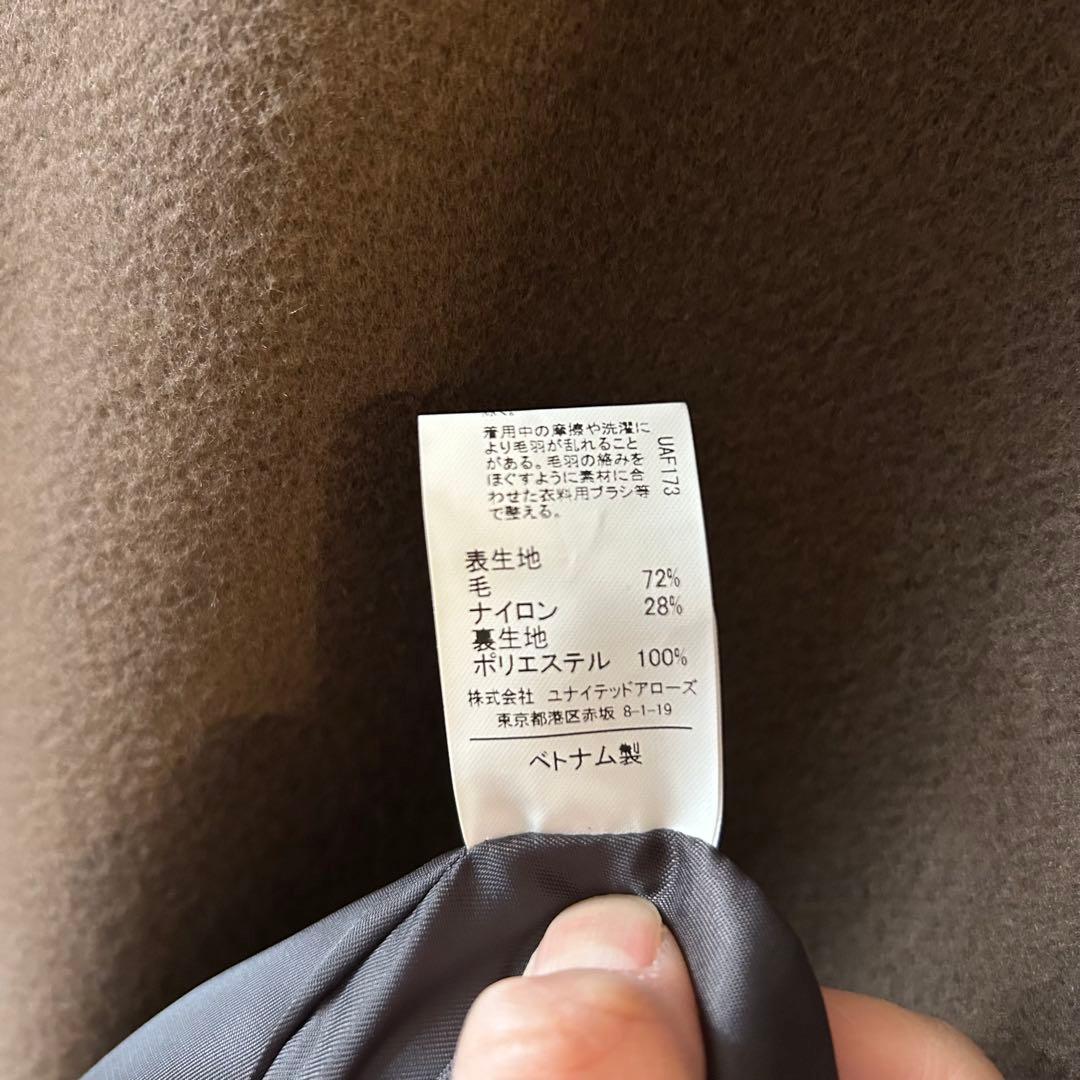 着用中の摩擦や洗濯に
より毛羽が乱れること
がある。毛羽の絡みを
ほぐすように素材に合
わせた衣料用ブラシ等
で整える。
UAF173
表生地
毛 72%
ナイロン 28%
裏生地
ポリエステル 100%
株式会社 ユナイテッドアローズ
東京都港区赤坂 8-1-19
ベトナム製